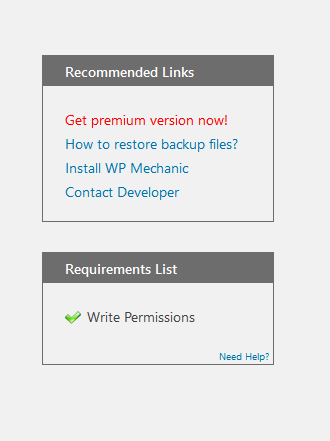 Recommended Links
Get premium version now!
How to restore backup files?
Install WP Mechanic
Contact Developer
Requirements List
Write Permissions
Need Help?